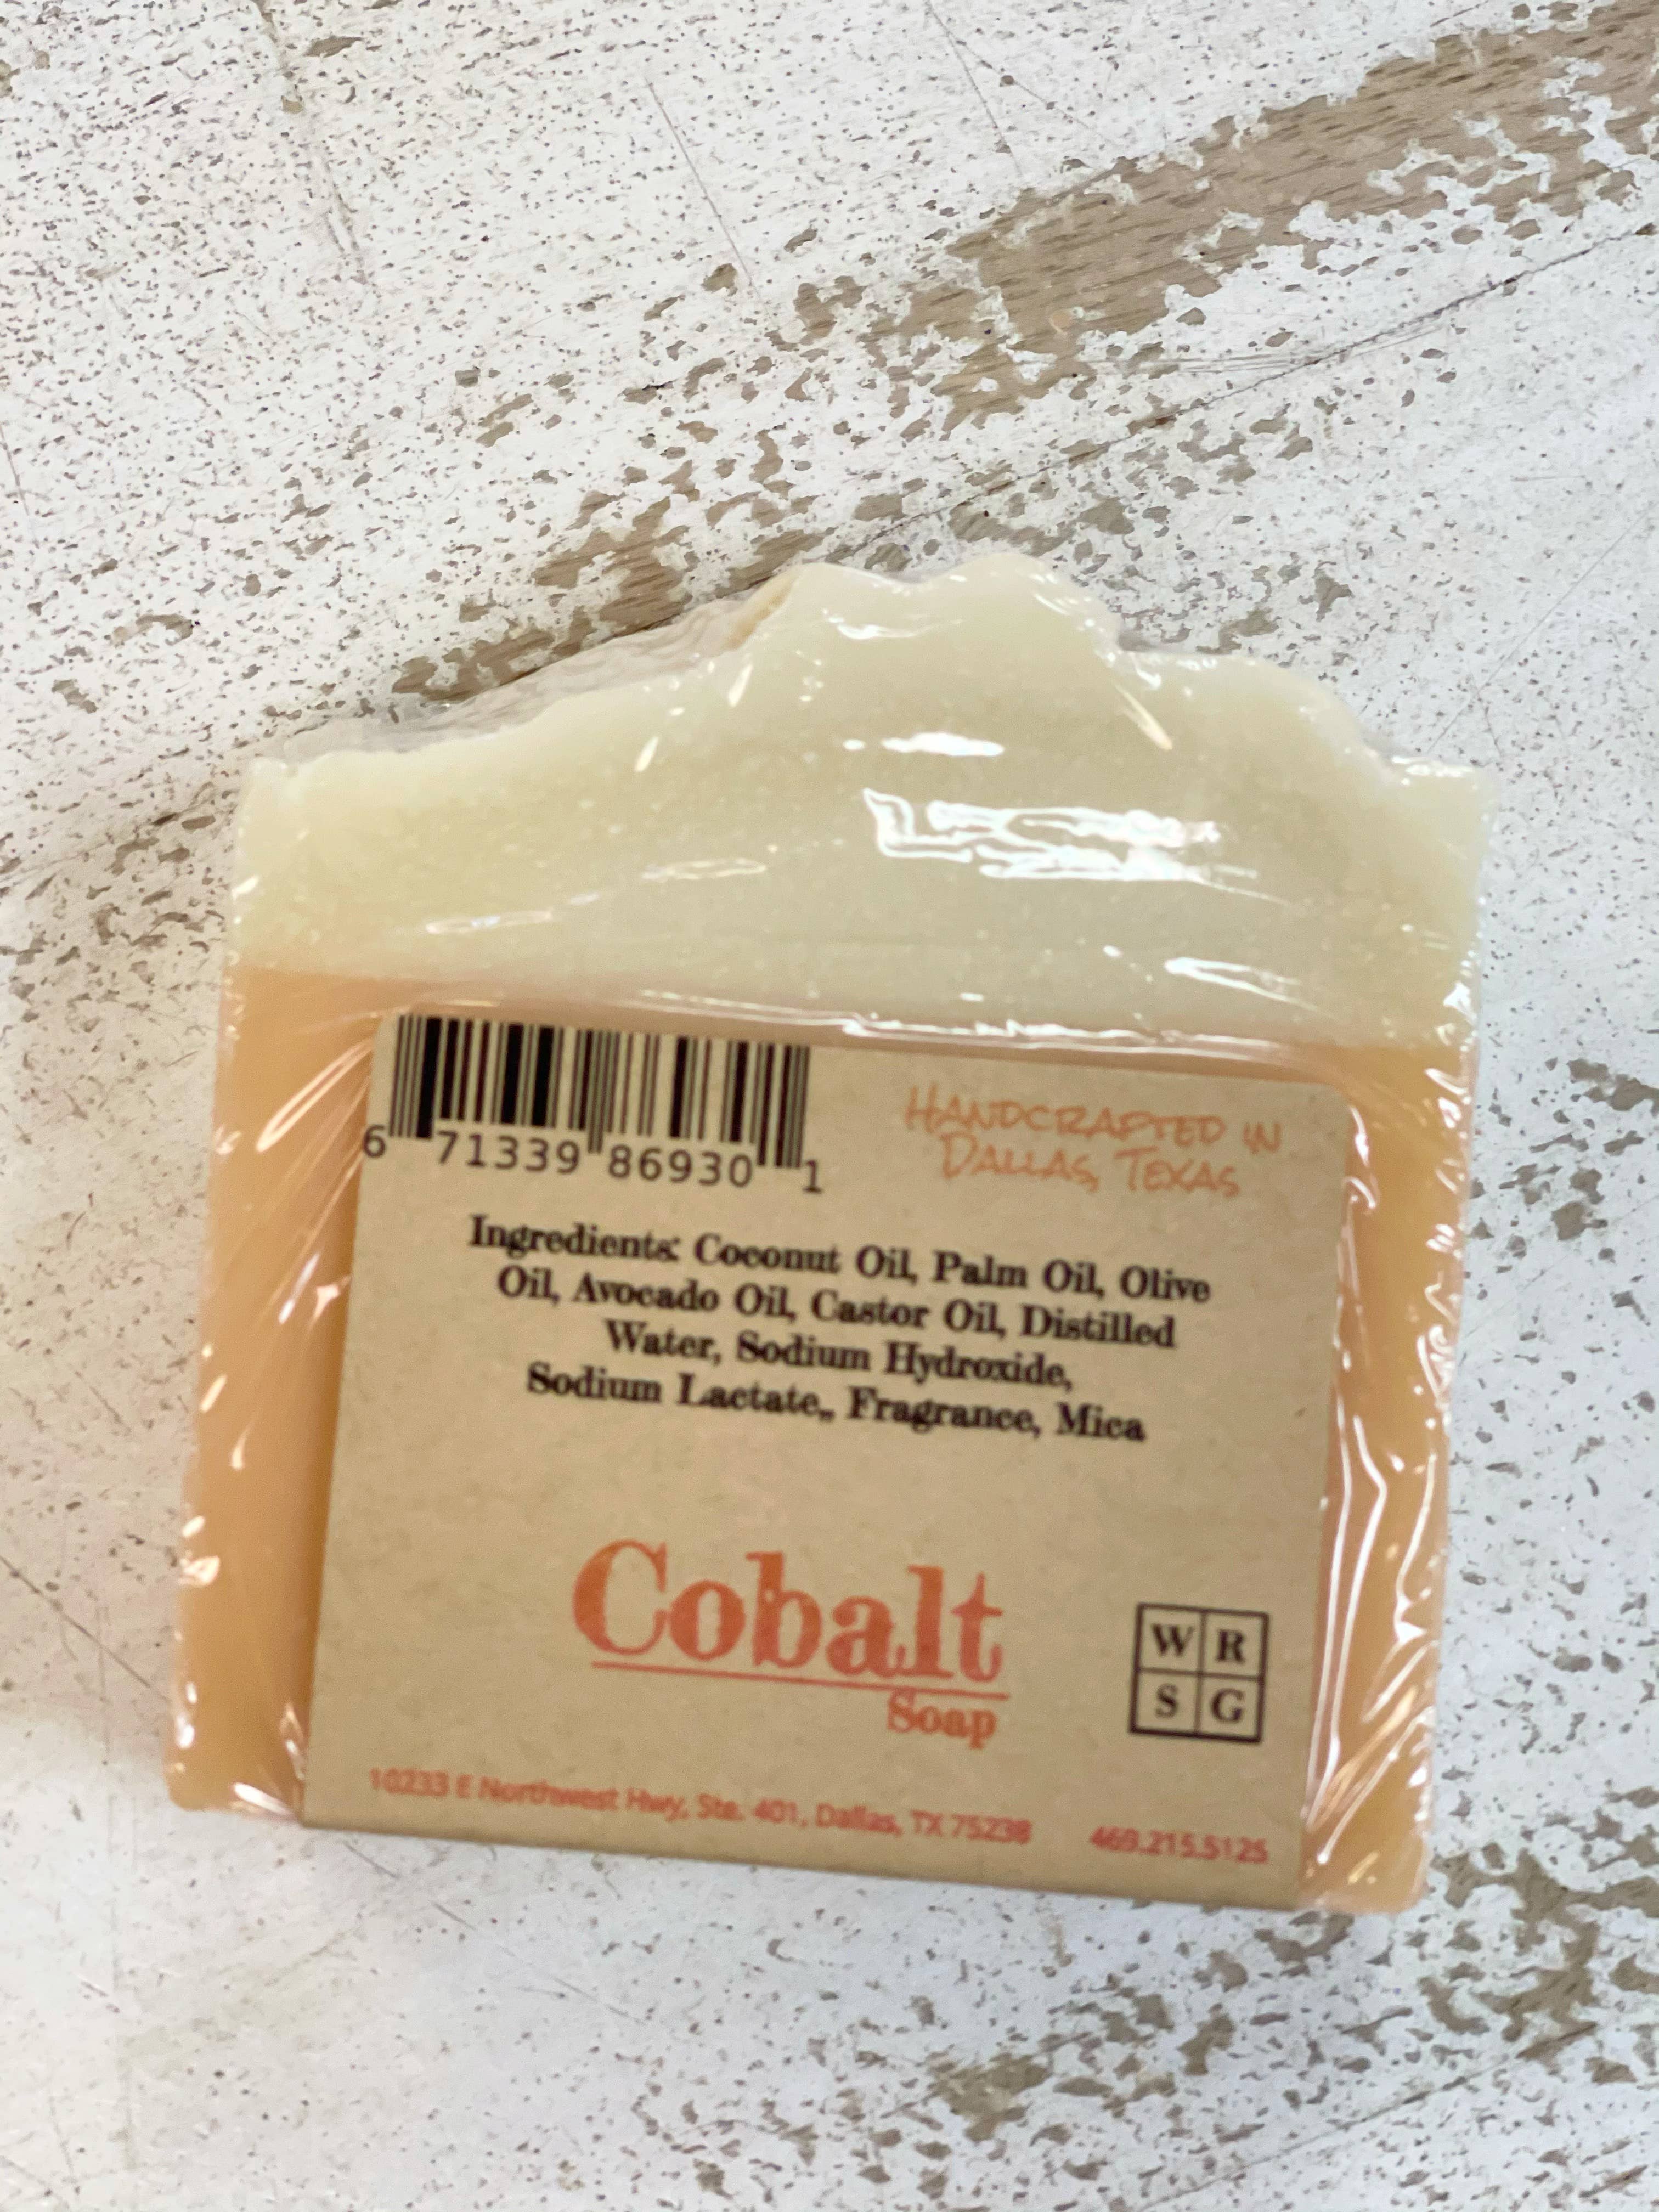 6 71339 86930 1
HANDCRAFTED IN
DALLAS, TEXAS
Ingredients: Coconut Oil, Palm Oil, Olive
Oil, Avocado Oil, Castor Oil, Distilled
Water, Sodium Hydroxide,
Sodium Lactate,, Fragrance, Mica
Cobalt
Soap
W R
S G
10233 E Northwest Hwy, Ste. 401, Dallas, TX 75238 469.215.5125